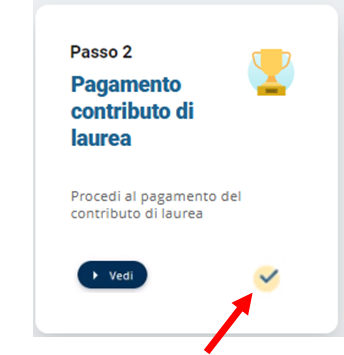 Passo 2
Pagamento
contributo di
laurea
Procedi al pagamento del
contributo di laurea
Vedi